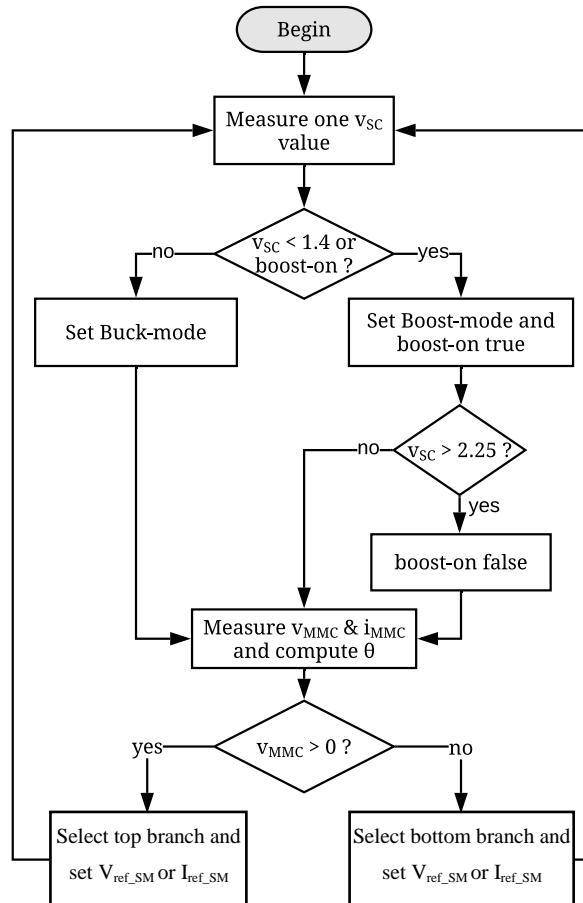 Begin
Measure one vSC
value
vSC < 1.4 or
boost-on ?
no
yes
Set Buck-mode
Set Boost-mode and
boost-on true
no
vSC > 2.25 ?
yes
boost-on false
Measure vMMC & iMMC
and compute θ
yes
vMMC > 0 ?
no
Select top branch and
set Vref_SM or Iref_SM
Select bottom branch and
set Vref_SM or Iref_SM